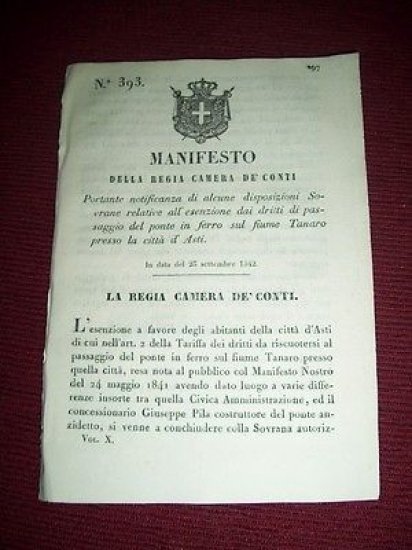 297
N.° 393.
MANIFESTO
DELLA REGIA CAMERA DE' CONTI
Portante notificanza di alcune disposizioni So-
vrane relative all'esenzione dai dritti di pas-
saggio del ponte in ferro sul fiume Tanaro
presso la città d'Asti.
In data del 23 settembre 1842.
LA REGIA CAMERA DE' CONTI.
L'esenzione a favore degli abitanti della città d'Asti
di cui nell'art. 2 della Tariffa dei dritti da riscuotersi al
passaggio del ponte in ferro sul fiume Tanaro presso
quella città, resa nota al pubblico col Manifesto Nostro
del 24 maggio 1841 avendo dato luogo a varie diffe-
renze insorte tra quella Civica Amministrazione, ed il
concessionario Giuseppe Pila costruttore del ponte an-
zidetto, si venne a conchiudere colla Sovrana autoriz-
Vol. X.